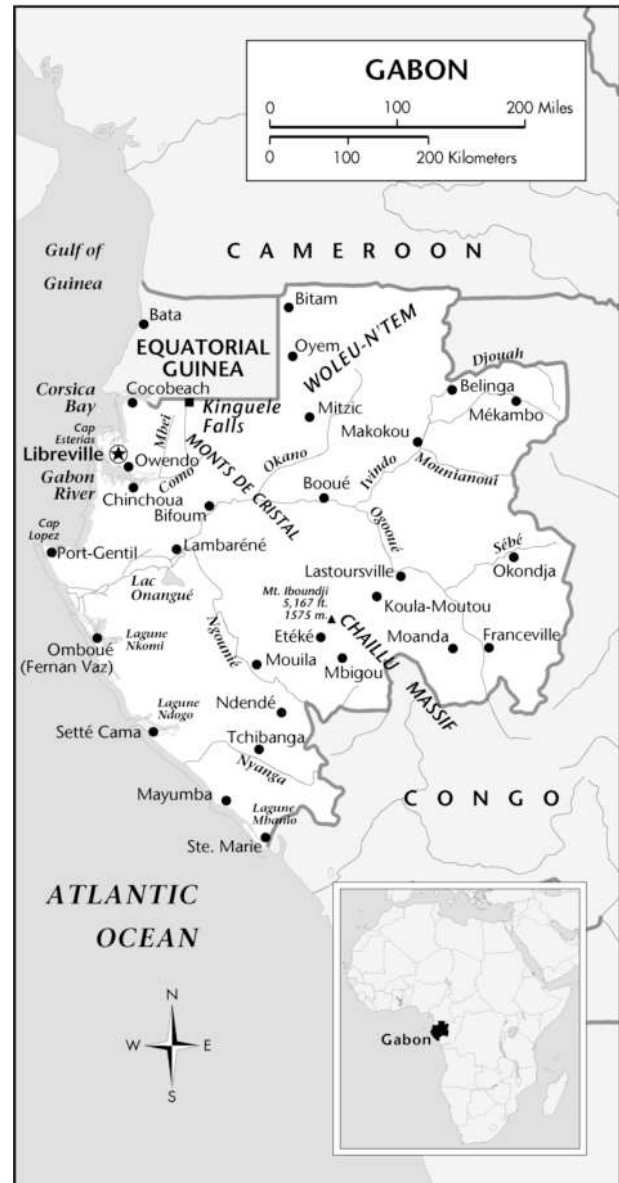 GABON
0 100 200 Miles
0 100 200 Kilometers
Gulf of
Guinea
CAMEROON
Bata
Bitam
EQUATORIAL
GUINEA
Oyem
WOLEU-N'TEM
Djouah
Corsica
Bay
Cocobeach
Belinga
Kinguele
Falls
Mitzic
Mékambo
Cap
Esterias
Mbei
Makokou
Libreville
Owendo
MONTS DE CRISTAL
Okano
Ivindo
Mounianoui
Gabon
River
Como
Chinchoua
Booué
Bifoum
Ogooué
Cap
Lopez
Port-Gentil
Lambaréné
Sébé
Okondja
Lac
Onangué
Lastoursville
Mt. Iboundji
5,167 ft.
1575 m.
Koula-Moutou
Ngounié
Etéké
CHAILLU MASSIF
Moanda
Franceville
Omboué
(Fernan Vaz)
Lagune
Nkomi
Mouila
Mbigou
Lagune
Ndogo
Ndendé
Setté Cama
Tchibanga
Nyanga
Mayumba
CONGO
Lagune
Mbanio
Ste. Marie
ATLANTIC
OCEAN
N
W E
S
Gabon